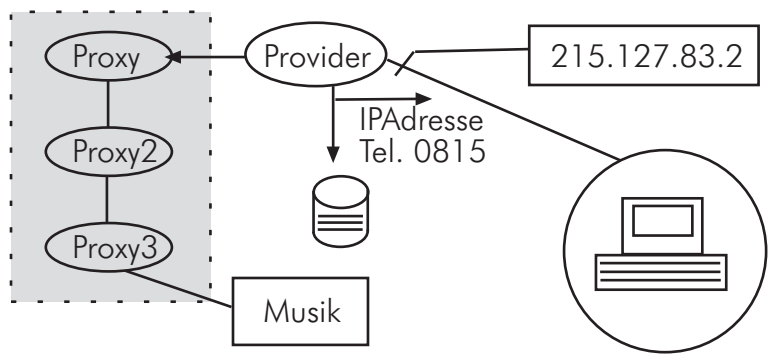 Proxy
Provider
215.127.83.2
IPAdresse
Tel. 0815
Proxy2
Proxy3
Musik